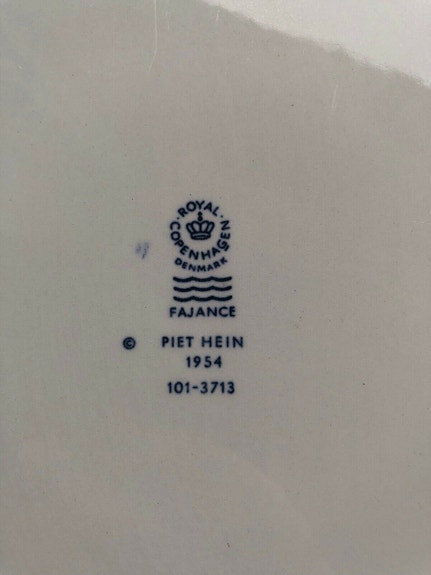 ROYAL
COPENHAGEN
DENMARK
FAJANCE
© PIET HEIN
1954
101-3713